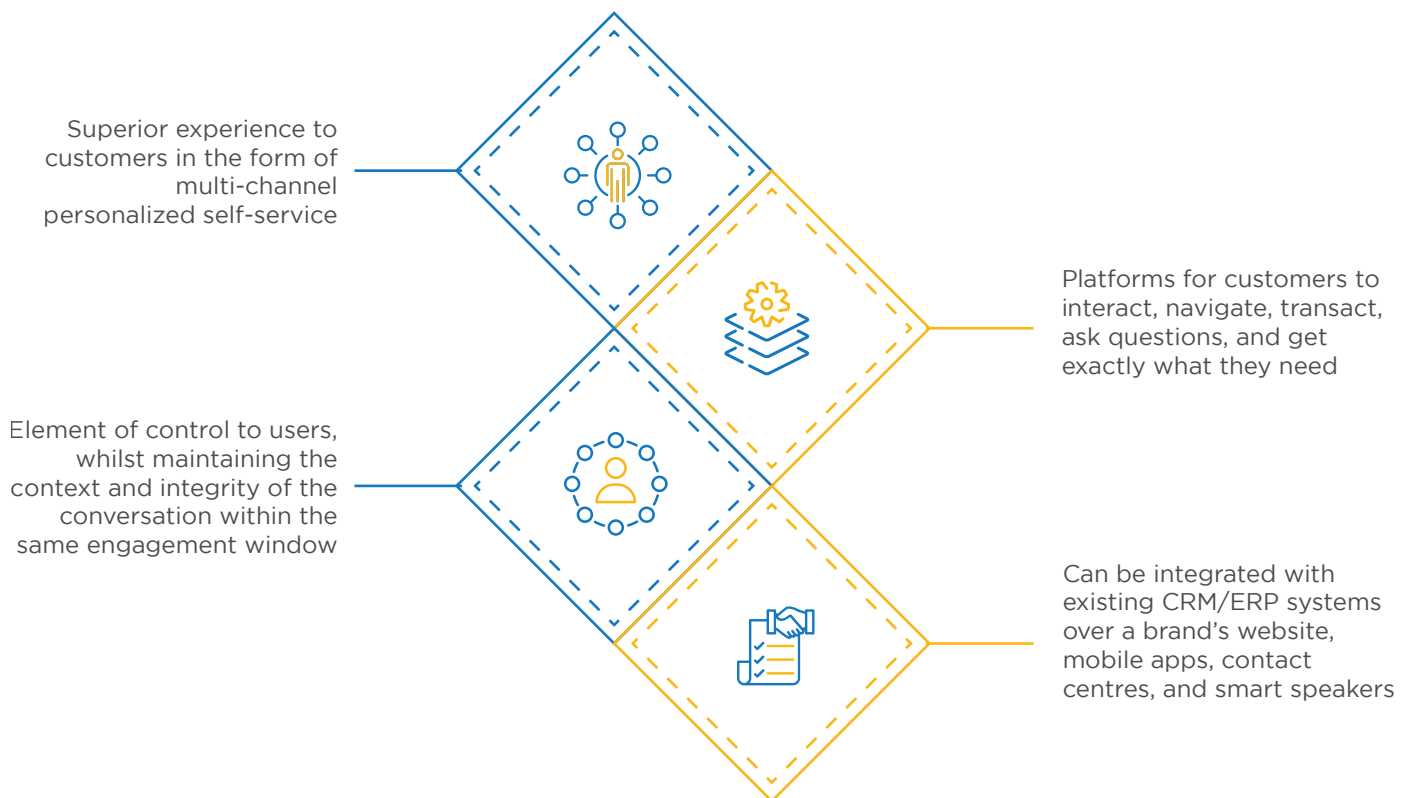 Superior experience to
customers in the form of
multi-channel
personalized self-service
Platforms for customers to
interact, navigate, transact,
ask questions, and get
exactly what they need
Element of control to users,
whilst maintaining the
context and integrity of the
conversation within the
same engagement window
Can be integrated with
existing CRM/ERP systems
over a brand’s website,
mobile apps, contact
centres, and smart speakers